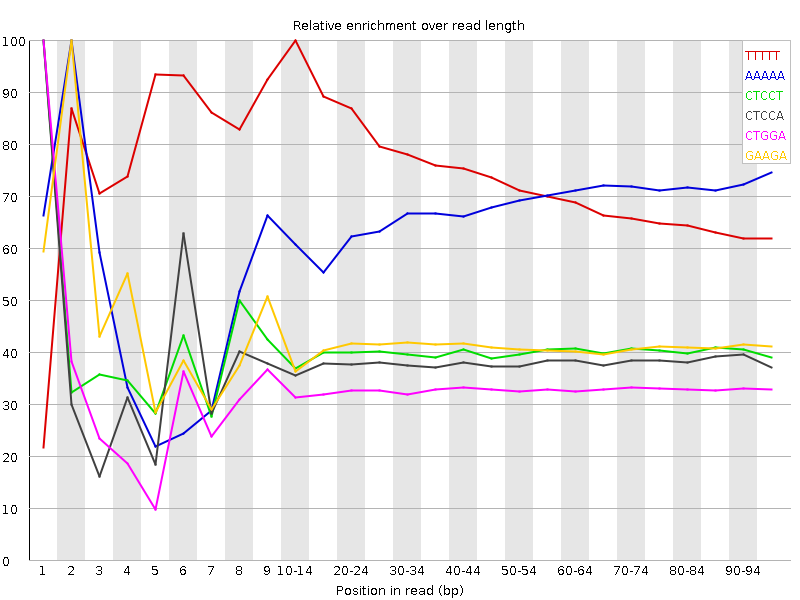 Relative enrichment over read length
100
90
80
70
60
50
40
30
20
10
0
TTTTT
AAAAA
CTCCT
CTCCA
CTGGA
GAAGA
1 2 3 4 5 6 7 8 9 10-14 20-24 30-34 40-44 50-54 60-64 70-74 80-84 90-94
Position in read (bp)